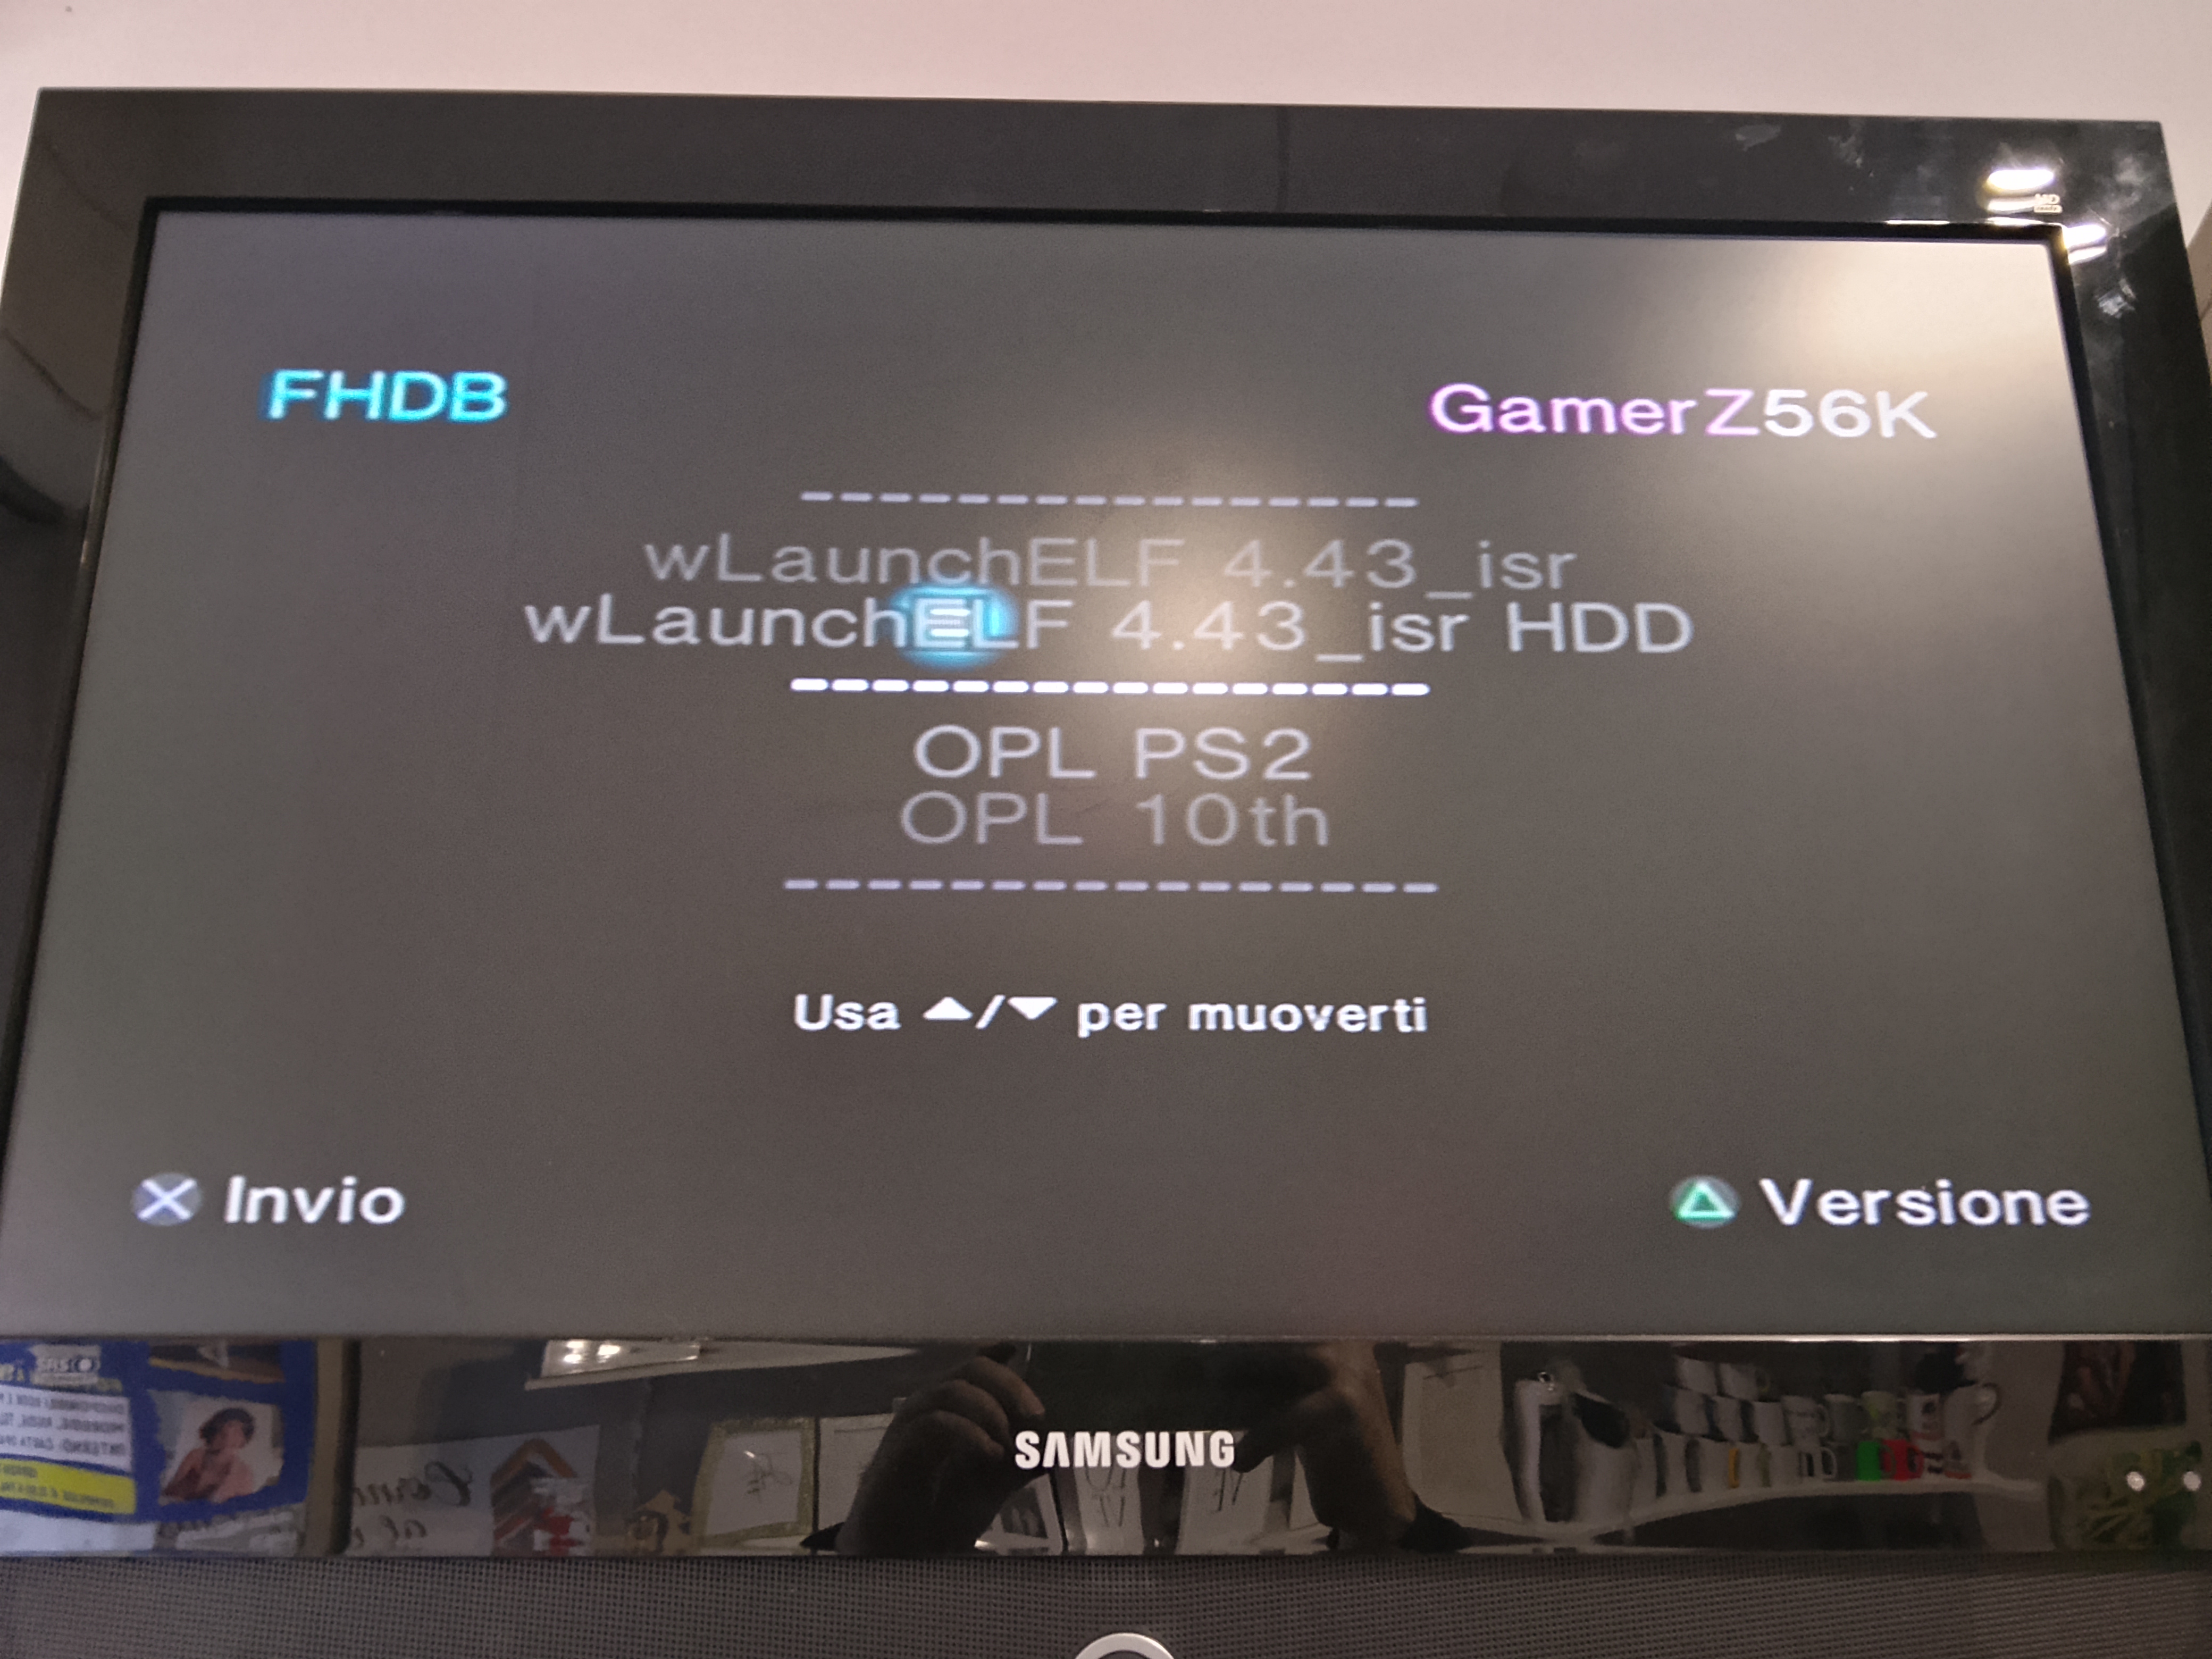 FHDB
GamerZ56K
-----------------
wLaunchELF 4.43_isr
wLaunchELF 4.43_isr HDD
-----------------
OPL PS2
OPL 10th
-----------------
Usa ▲/▼ per muoverti
Invio
Versione
SAMSUNG